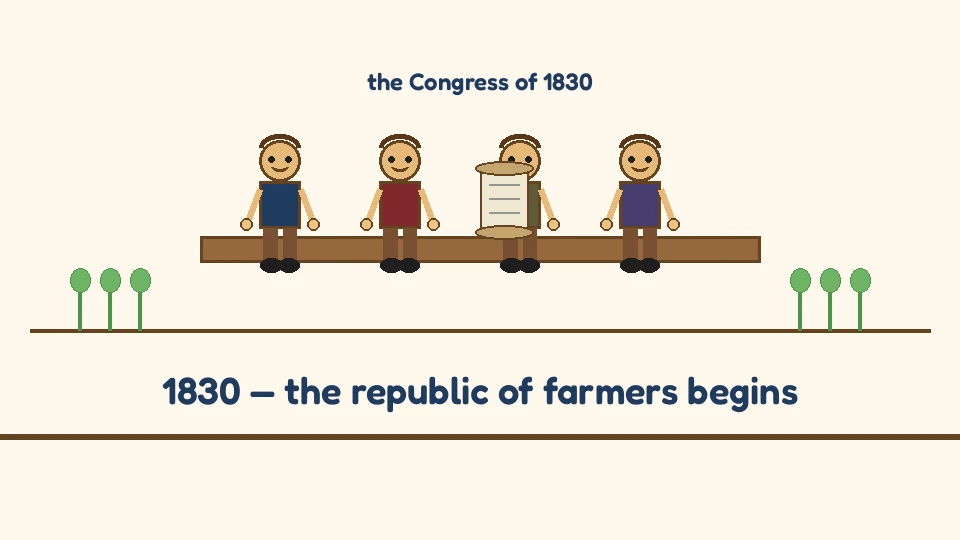 the Congress of 1830
1830 – the republic of farmers begins